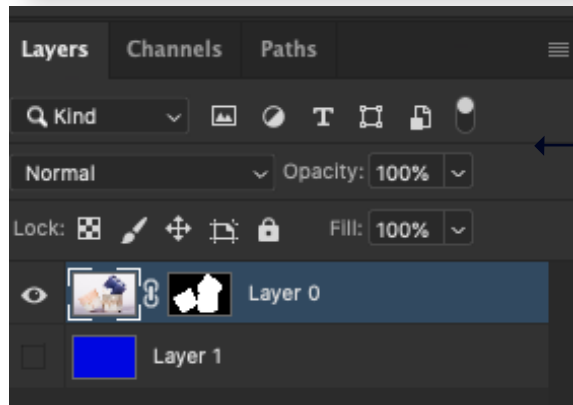 Layers Channels Paths
Kind T
Normal Opacity: 100%
Lock: Fill: 100%
Layer 0
Layer 1